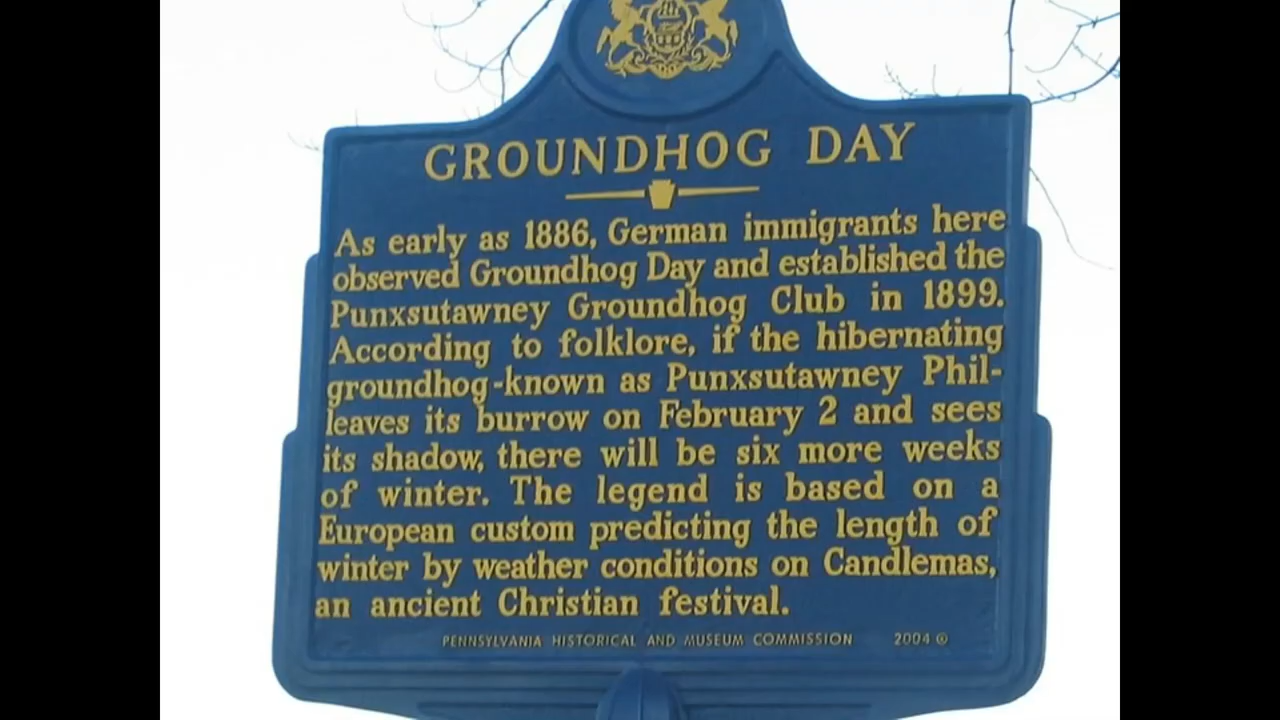 GROUNDHOG DAY
As early as 1886, German immigrants here
observed Groundhog Day and established the
Punxsutawney Groundhog Club in 1899.
According to folklore, if the hibernating
groundhog-known as Punxsutawney Phil-
leaves its burrow on February 2 and sees
its shadow, there will be six more weeks
of winter. The legend is based on a
European custom predicting the length of
winter by weather conditions on Candlemas,
an ancient Christian festival.
PENNSYLVANIA HISTORICAL AND MUSEUM COMMISSION 2004 ©